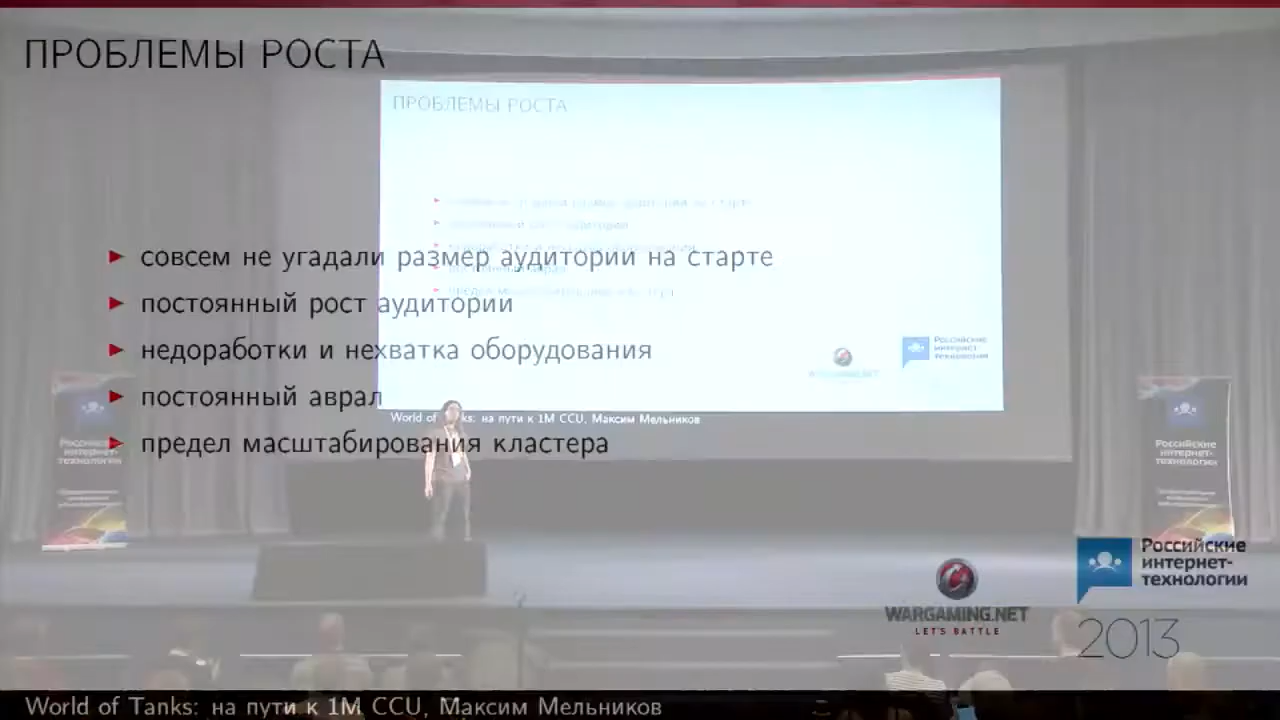 ПРОБЛЕМЫ РОСТА
ПРОБЛЕМЫ РОСТА
► совсем не угадали размер аудитории на старте
► постоянный рост аудитории
► недоработки и нехватка оборудования
► постоянный аврал
► предел масштабирования кластера
Российские
интернет-
технологии
World of Tanks: на пути к 1М CCU, Максим Мельников
Российские
интернет-
технологии
Российские
интернет-
технологии
WARGAMING.NET
LET'S BATTLE
Российские
интернет-
технологии
2013
World of Tanks: на пути к 1М CCU, Максим Мельников